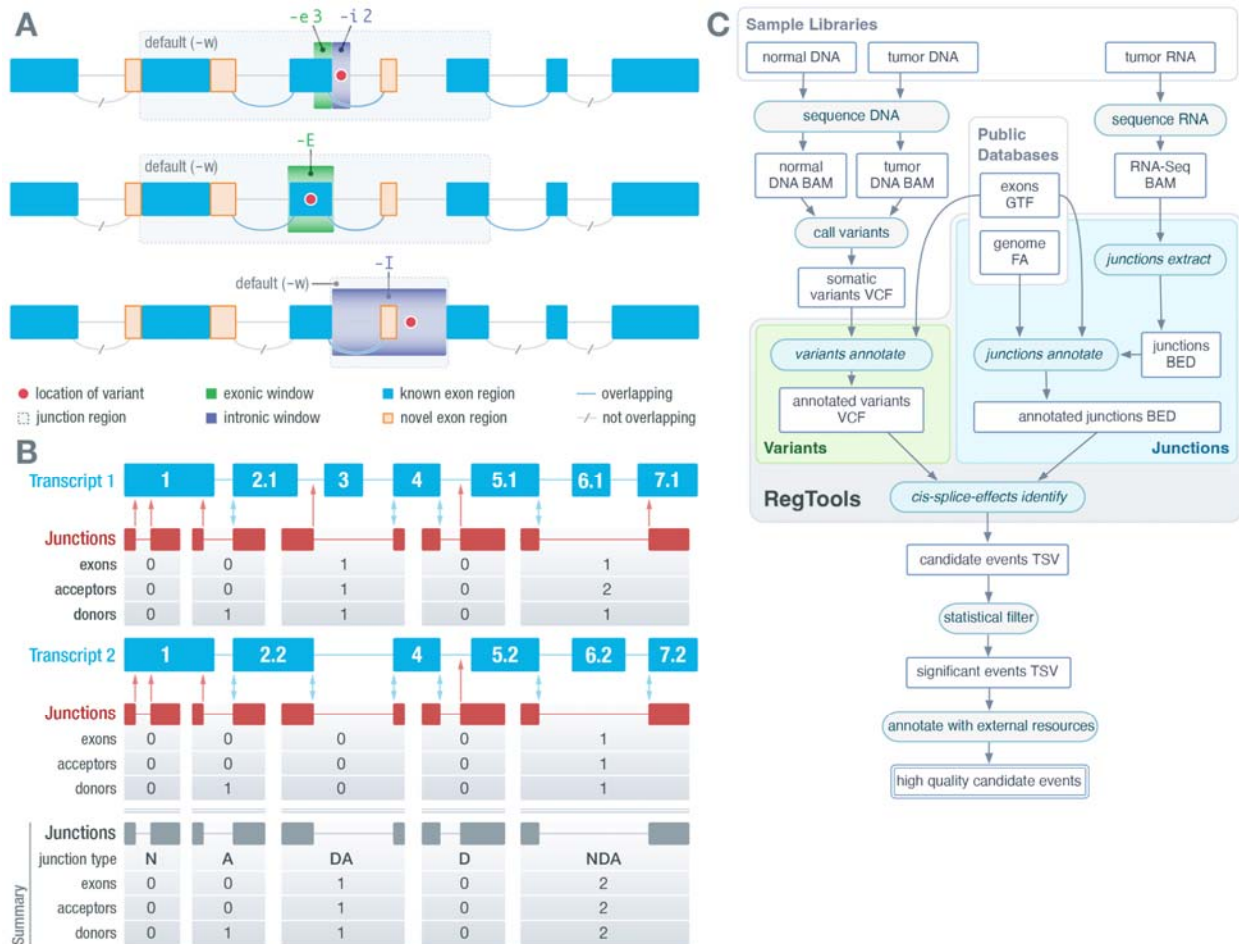 A
-e 3
-i 2
default (-w)
-E
default (-w)
-I
default (-w)
location of variant
exonic window
known exon region
overlapping
junction region
intronic window
novel exon region
not overlapping
B
Transcript 1
1 2.1 3 4 5.1 6.1 7.1
Junctions
exons 0 0 1 0 1
acceptors 0 0 1 0 2
donors 0 1 1 0 1
Transcript 2
1 2.2 4 5.2 6.2 7.2
Junctions
exons 0 0 0 0 1
acceptors 0 0 0 0 1
donors 0 1 0 0 1
Summary
Junctions
junction type N A DA D NDA
exons 0 0 1 0 2
acceptors 0 0 1 0 2
donors 0 1 1 0 2
C
Sample Libraries
normal DNA
tumor DNA
tumor RNA
sequence DNA
sequence RNA
Public
Databases
normal
DNA BAM
tumor
DNA BAM
exons
GTF
RNA-Seq
BAM
call variants
genome
FA
junctions extract
somatic
variants VCF
variants annotate
junctions annotate
junctions
BED
annotated variants
VCF
annotated junctions BED
Variants
Junctions
RegTools
cis-splice-effects identify
candidate events TSV
statistical filter
significant events TSV
annotate with external resources
high quality candidate events